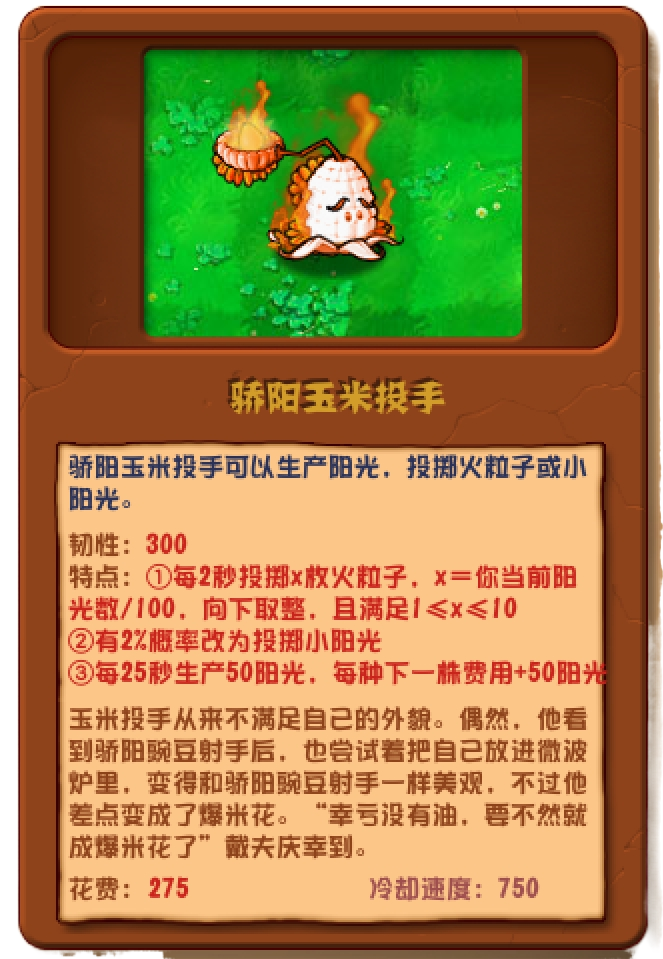 骄阳玉米投手
骄阳玉米投手可以生产阳光，投掷火粒子或小
阳光。
韧性：300
特点：①每2秒投掷x枚火粒子，x＝你当前阳
光数/100，向下取整，且满足1≤x≤10
②有2%概率改为投掷小阳光
③每25秒生产50阳光，每种下一株费用+50阳光
玉米投手从来不满足自己的外貌。偶然，他看
到骄阳豌豆射手后，也尝试着把自己放进微波
炉里，变得和骄阳豌豆射手一样美观，不过他
差点变成了爆米花。“幸亏没有油，要不然就
成爆米花了”戴夫庆幸到。
花费：275 冷却速度：750